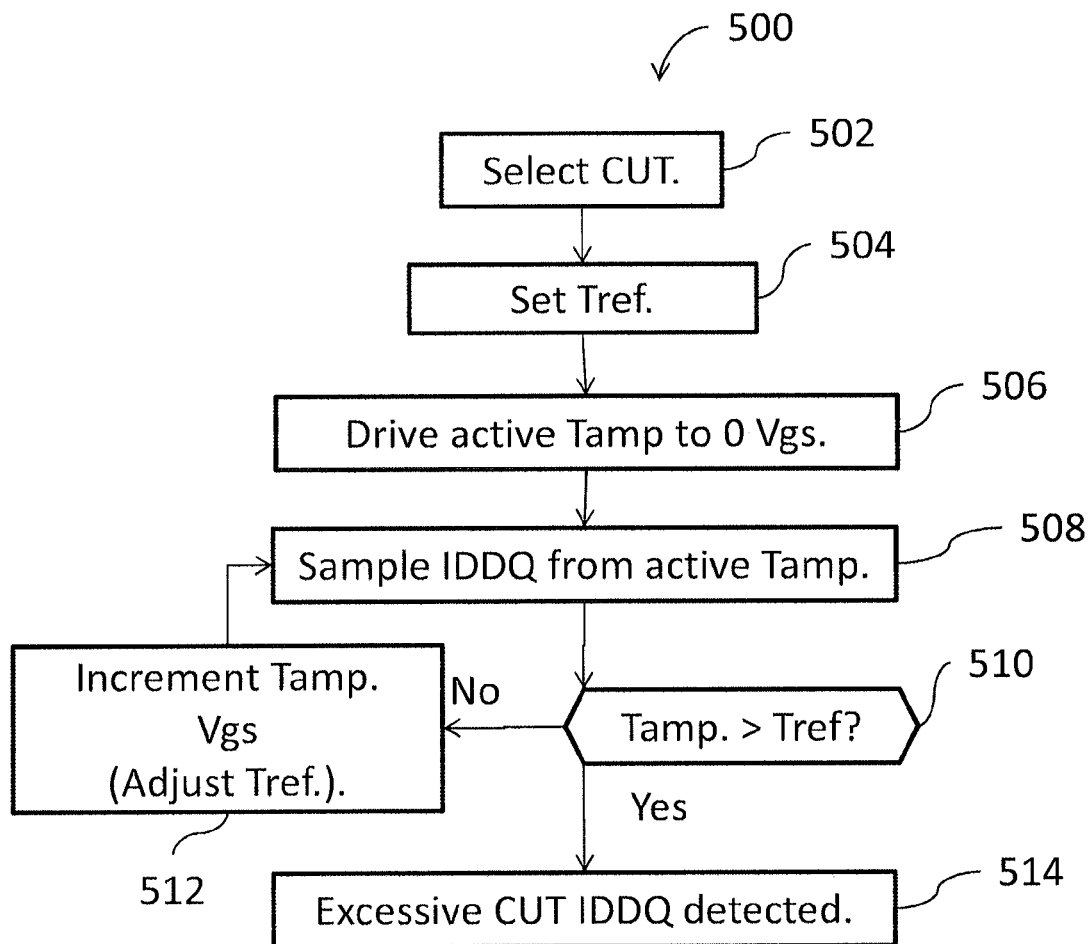 500
502
Select CUT.
504
Set Tref.
506
Drive active Tamp to 0 Vgs.
508
Sample IDDQ from active Tamp.
510
Increment Tamp.
Vgs
(Adjust Tref.).
No
Tamp. > Tref?
Yes
512
514
Excessive CUT IDDQ detected.